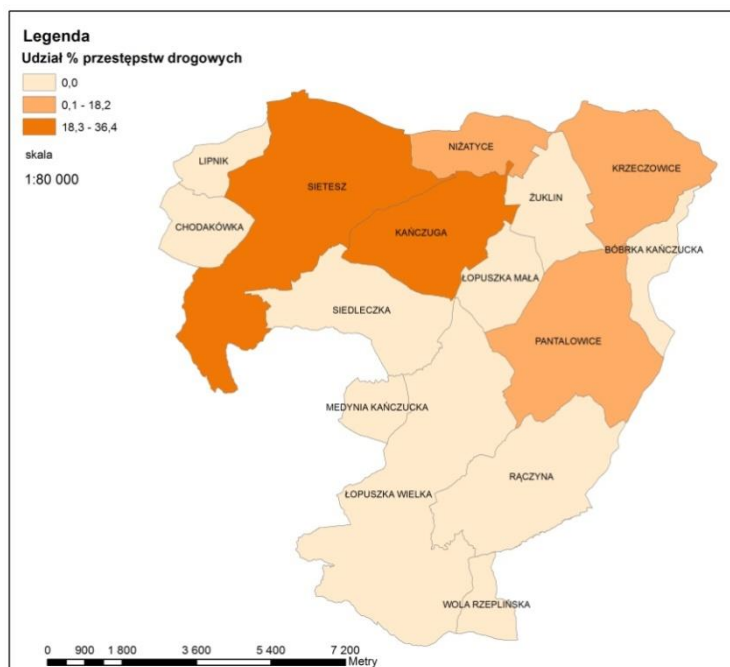 Legenda
Udział % przestępstw drogowych
0,0
0,1 - 18,2
18,3 - 36,4
skala
1:80 000
LIPNIK
CHODAKÓWKA
SIETESZ
NIŻATYCE
KRZECZOWICE
ŻUKLIN
KAŃCZUGA
BÓBRKA KAŃCZUCKA
ŁOPUSZKA MAŁA
SIEDLECZKA
PANTALOWICE
MEDYNIA KAŃCZUCKA
RĄCZYNA
ŁOPUSZKA WIELKA
WOLA RZEPLIŃSKA
0 900 1 800 3 600 5 400 7 200
Metry